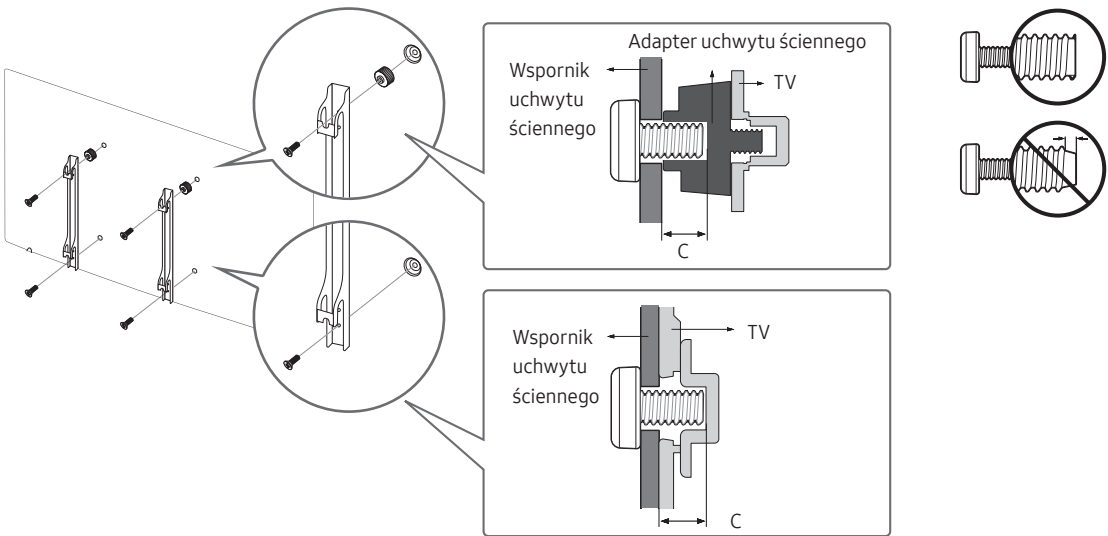 Adapter uchwytu ściennego
Wspornik
uchwytu
ściennego
TV
C
Wspornik
uchwytu
ściennego
TV
C